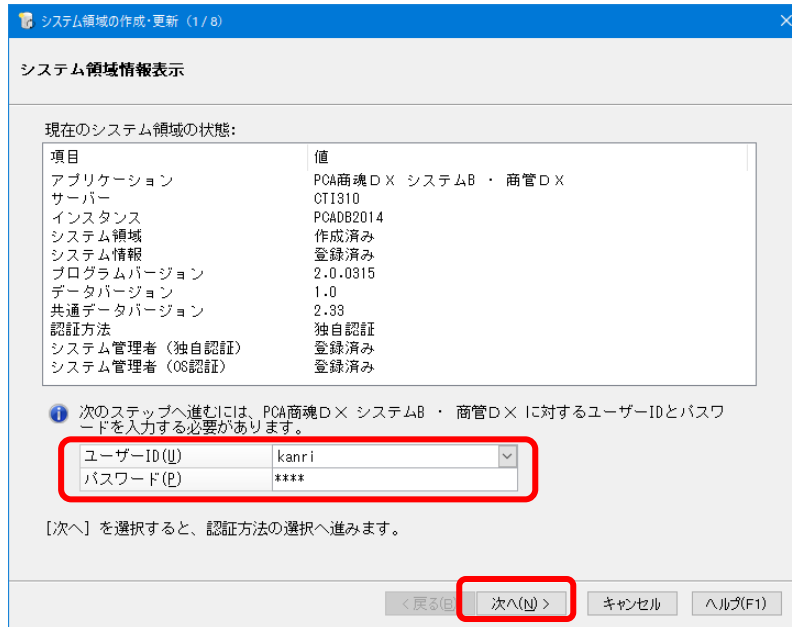 システム領域の作成・更新（1/8）
システム領域情報表示
現在のシステム領域の状態:
項目 値
アプリケーション PCA商魂ＤＸ システムB ・ 商管ＤＸ
サーバー CTI310
インスタンス PCADB2014
システム領域 作成済み
システム情報 登録済み
プログラムバージョン 2.0.0315
データバージョン 1.0
共通データバージョン 2.33
認証方法 独自認証
システム管理者（独自認証） 登録済み
システム管理者（OS認証） 登録済み
次のステップへ進むには、PCA商魂ＤＸ システムB ・ 商管ＤＸ に対するユーザーIDとパスワ
ードを入力する必要があります。
ユーザーID(U) kanri
パスワード(P) ****
[次へ] を選択すると、認証方法の選択へ進みます。
<戻る(B) 次へ(N)> キャンセル ヘルプ(F1)